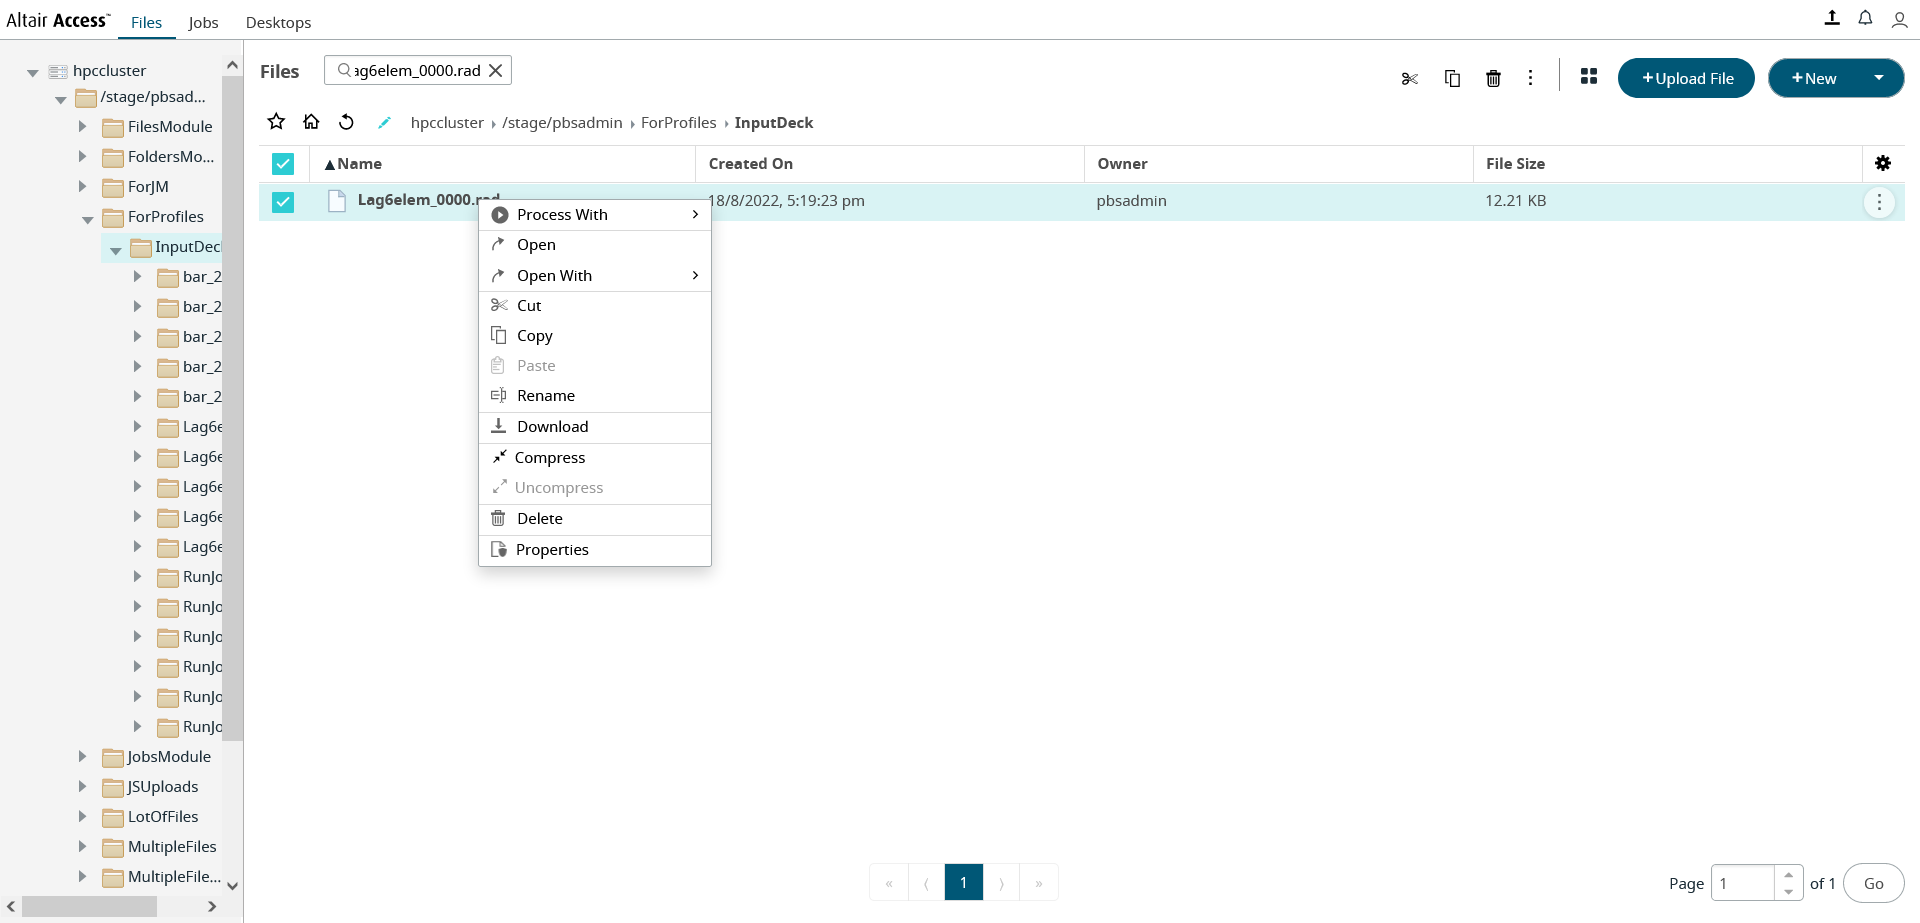 Altair Access™ Files Jobs Desktops
hpccluster
/stage/pbsad...
FilesModule
FoldersMo...
ForJM
ForProfiles
InputDec
bar_2
bar_2
bar_2
bar_2
bar_2
Lag6e
Lag6e
Lag6e
Lag6e
Lag6e
RunJo
RunJo
RunJo
RunJo
RunJo
RunJo
JobsModule
JSUploads
LotOfFiles
MultipleFiles
MultipleFile...
Files ag6elem_0000.rad
+Upload File +New
hpccluster › /stage/pbsadmin › ForProfiles › InputDeck
▲Name Created On Owner File Size
Lag6elem_0000.rad 18/8/2022, 5:19:23 pm pbsadmin 12.21 KB
Process With
Open
Open With
Cut
Copy
Paste
Rename
Download
Compress
Uncompress
Delete
Properties
« ⟨ 1 ⟩ » Page 1 of 1 Go